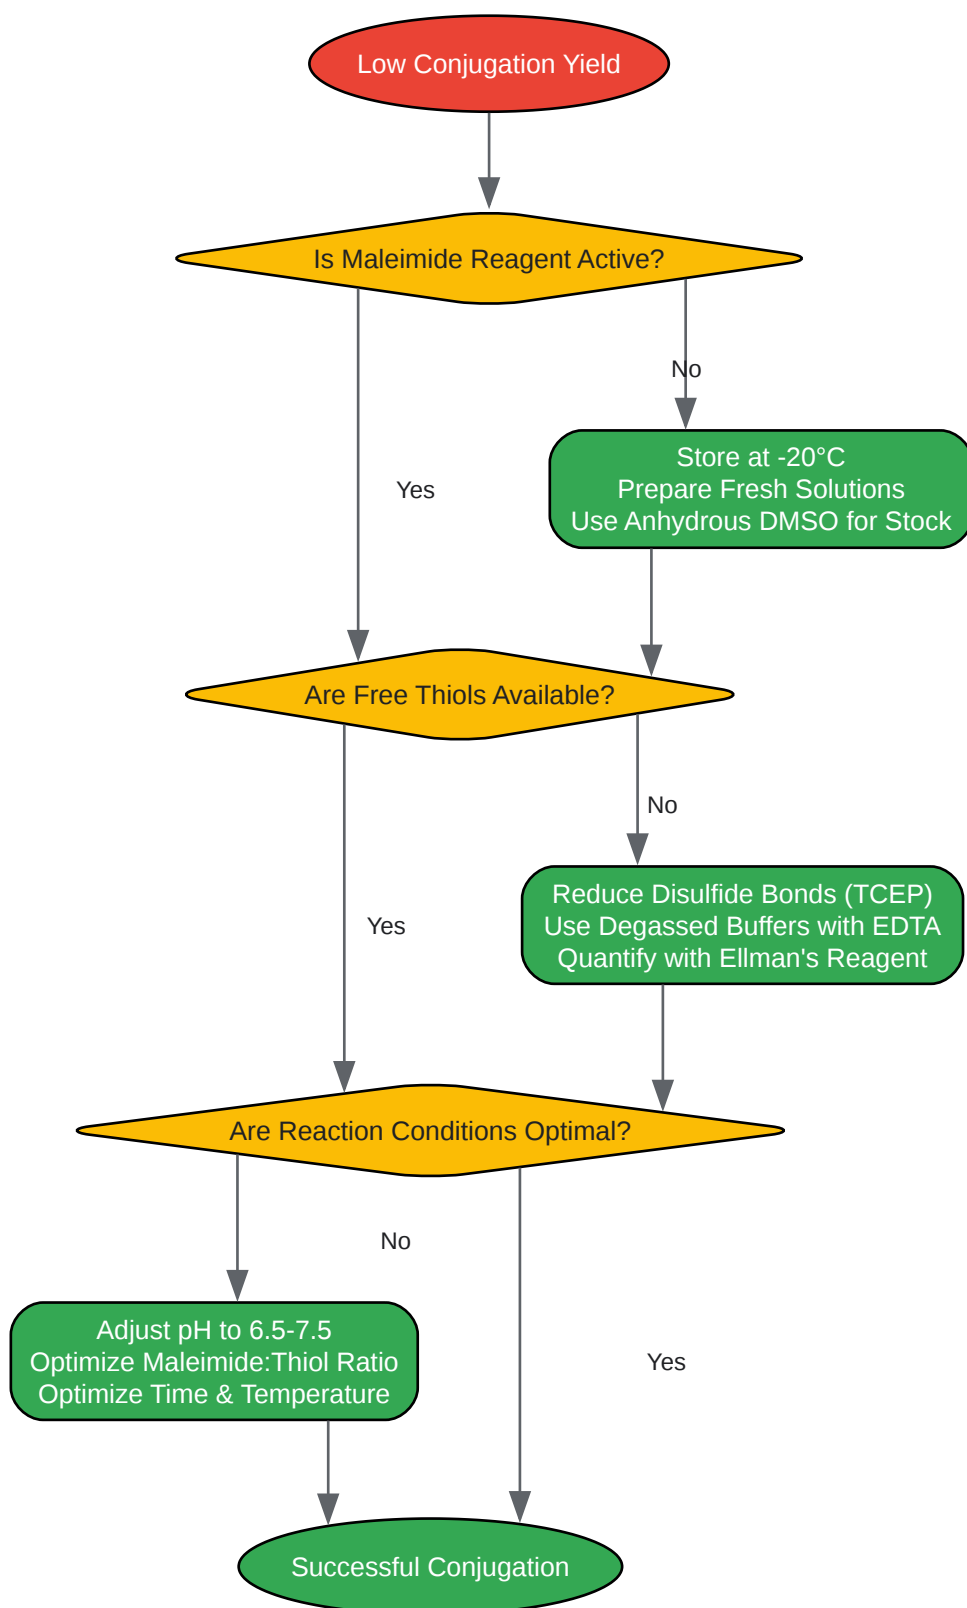 Low Conjugation Yield
Is Maleimide Reagent Active?
No
Store at -20°C
Prepare Fresh Solutions
Use Anhydrous DMSO for Stock
Yes
Are Free Thiols Available?
No
Reduce Disulfide Bonds (TCEP)
Use Degassed Buffers with EDTA
Quantify with Ellman's Reagent
Yes
Are Reaction Conditions Optimal?
No
Adjust pH to 6.5-7.5
Optimize Maleimide:Thiol Ratio
Optimize Time & Temperature
Yes
Successful Conjugation